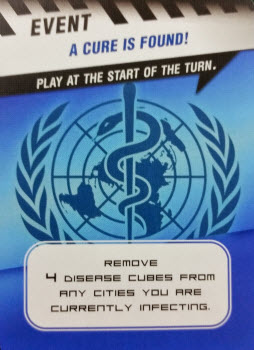 EVENT
A CURE IS FOUND!
PLAY AT THE START OF THE TURN.
REMOVE
4 DISEASE CUBES FROM
ANY CITIES YOU ARE
CURRENTLY INFECTING.